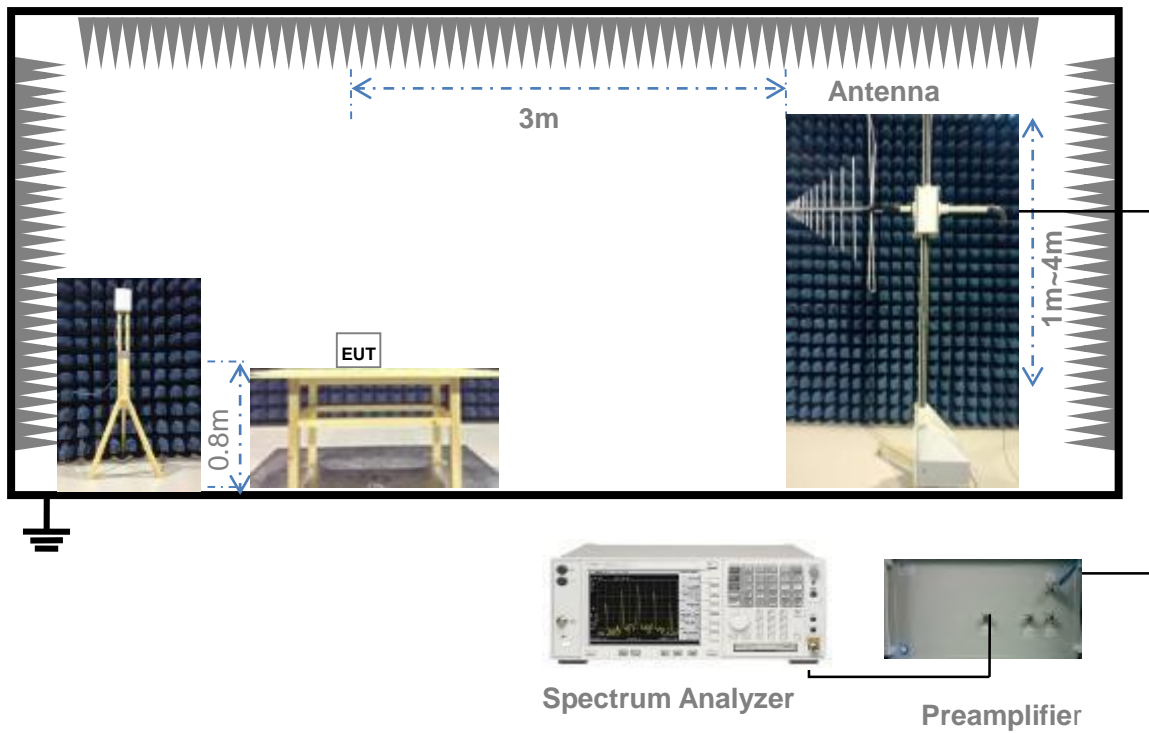 Antenna
3m
1m~4m
EUT
0.8m
Spectrum Analyzer
Preamplifier